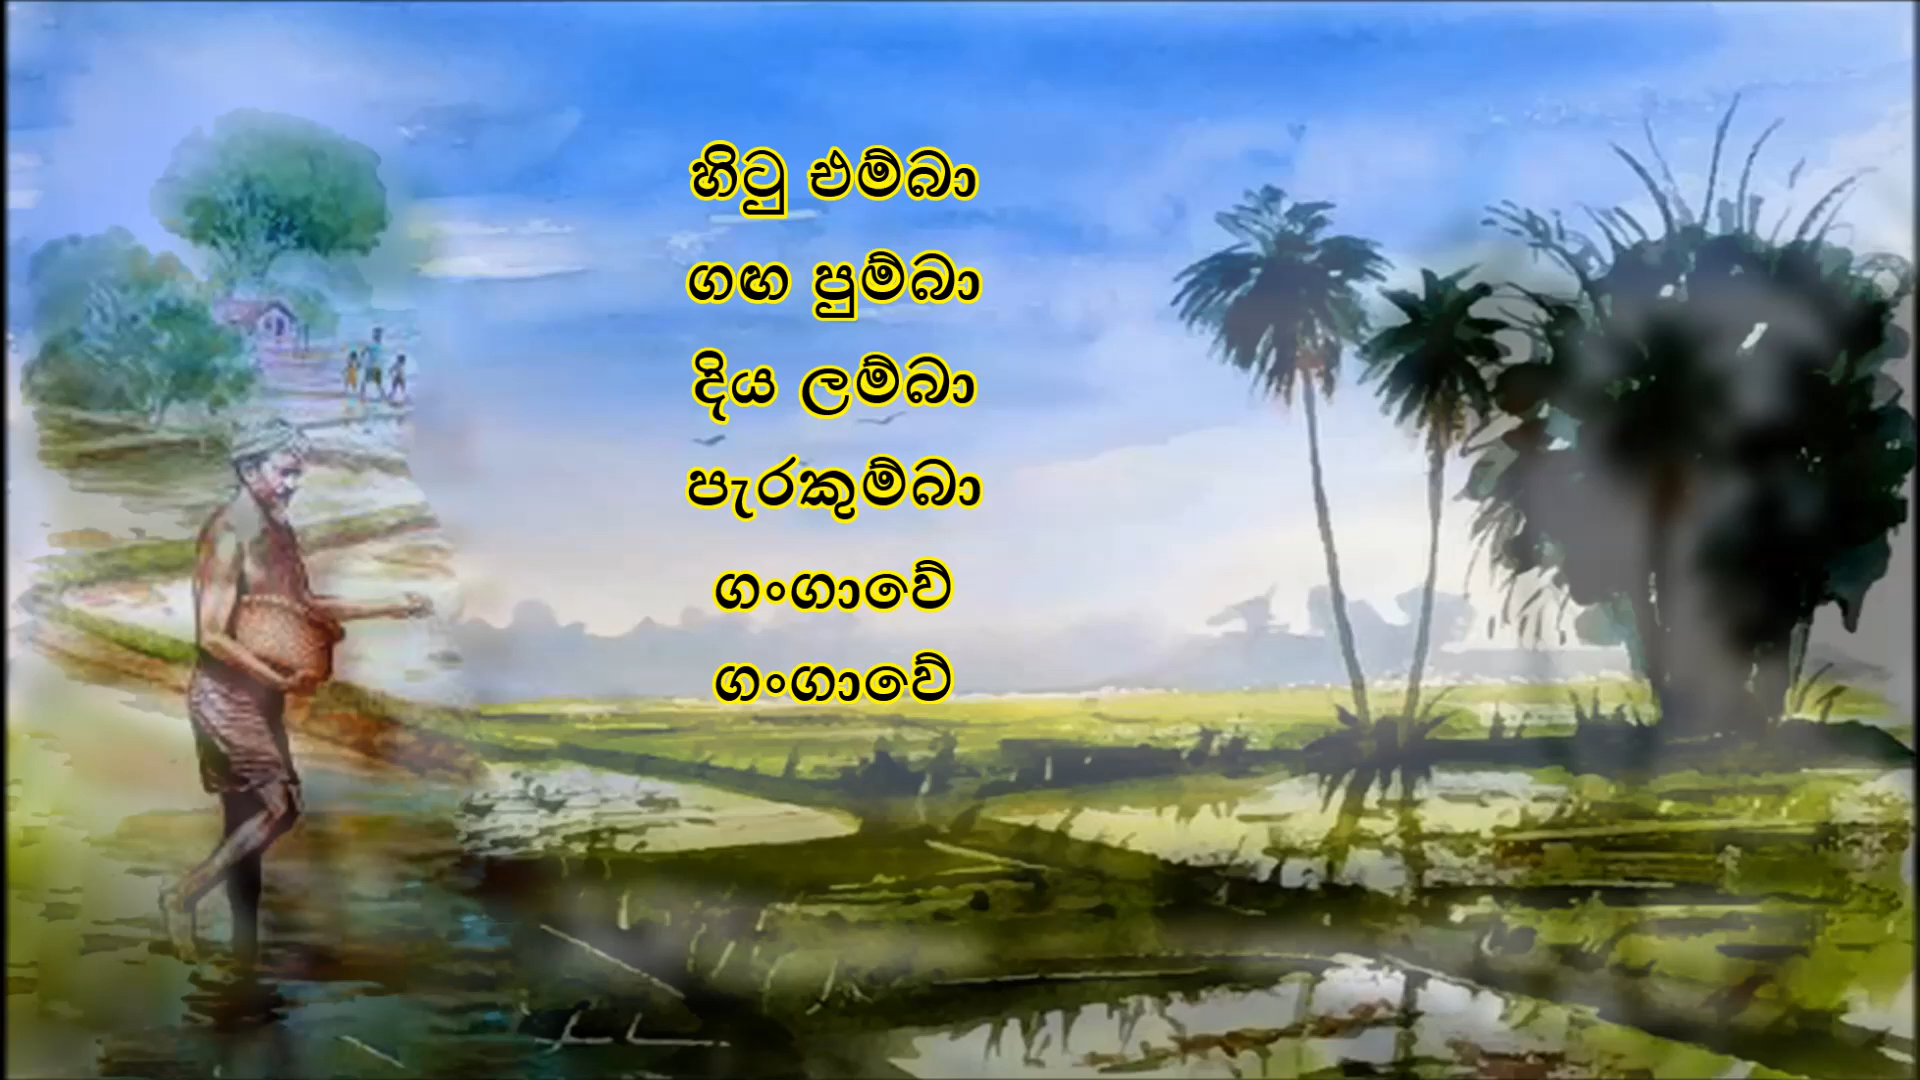 හිටු එම්බා
ගඟ පුම්බා
දිය ලම්බා
පැරකුම්බා
ගංගාවේ
ගංගාවේ